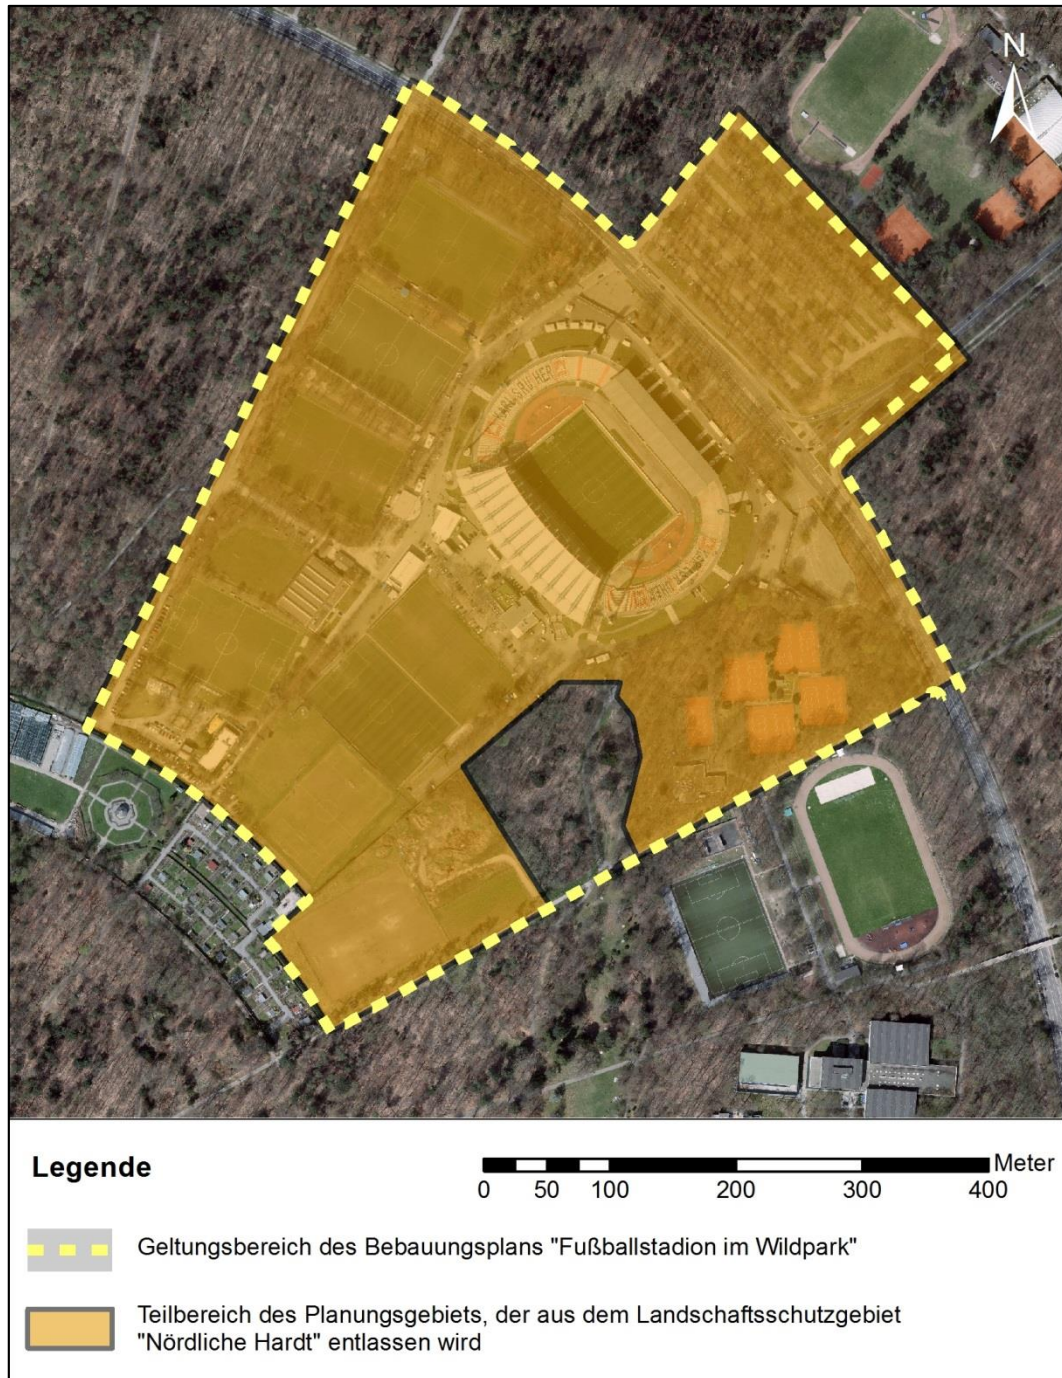 N
KARLSRUHER
Legende
Meter
0 50 100 200 300 400
Geltungsbereich des Bebauungsplans "Fußballstadion im Wildpark"
Teilbereich des Planungsgebiets, der aus dem Landschaftsschutzgebiet
"Nördliche Hardt" entlassen wird